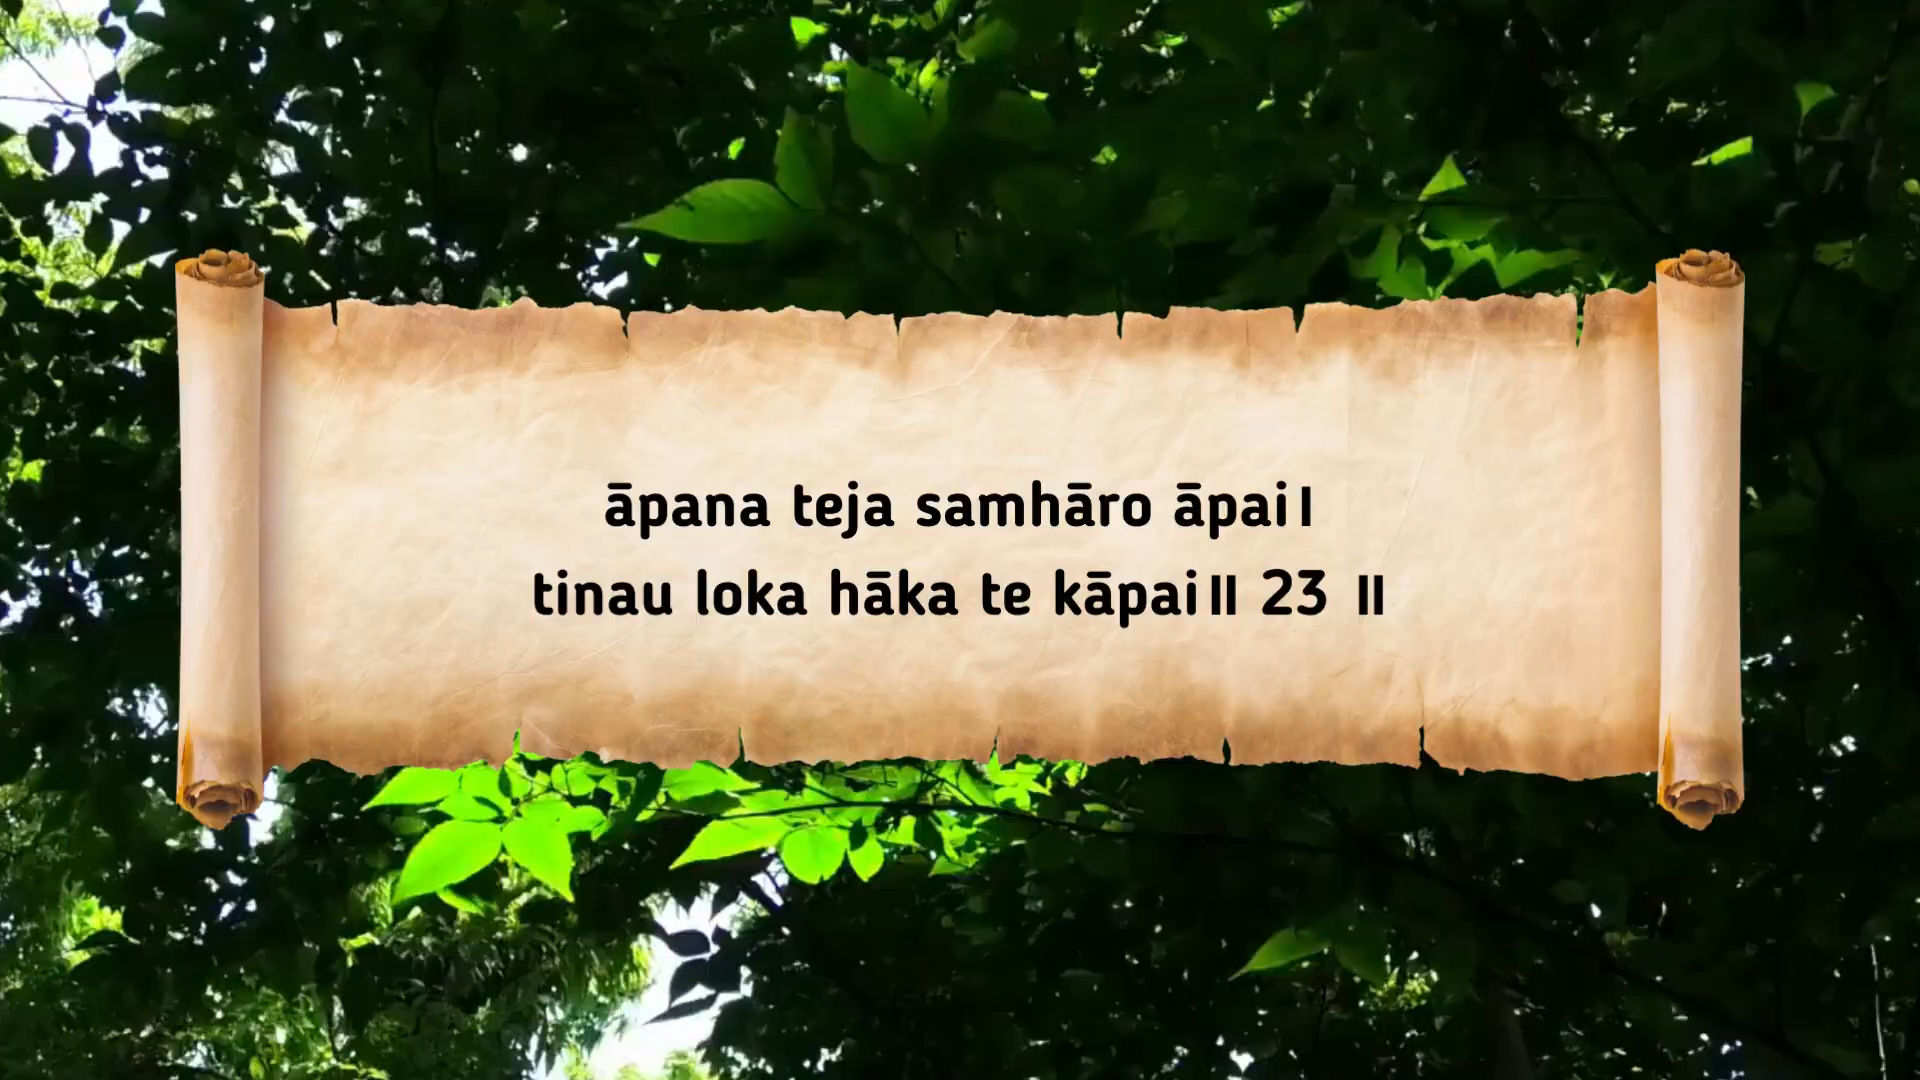 āpana teja samhāro āpai।
tinau loka hāka te kāpai॥ 23 ॥